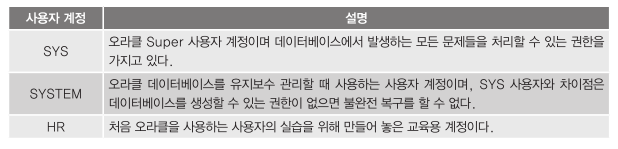 사용자 계정 설명
SYS
오라클 Super 사용자 계정이며 데이터베이스에서 발생하는 모든 문제들을 처리할 수 있는 권한을
가지고 있다.
SYSTEM
오라클 데이터베이스를 유지보수 관리할 때 사용하는 사용자 계정이며, SYS 사용자와 차이점은
데이터베이스를 생성할 수 있는 권한이 없으며 불완전 복구를 할 수 없다.
HR 처음 오라클을 사용하는 사용자의 실습을 위해 만들어 놓은 교육용 계정이다.